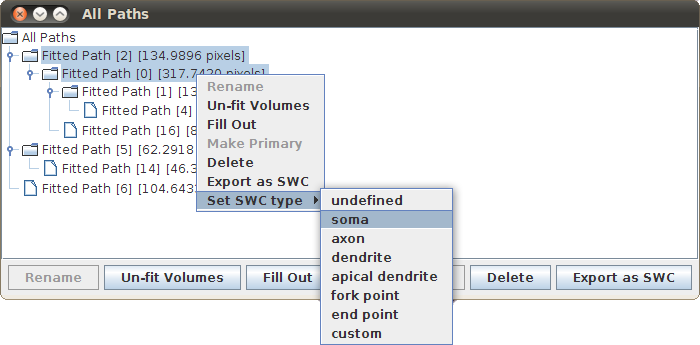 All Paths
All Paths
Fitted Path [2] [134.9896 pixels]
Fitted Path [0] [317.7420 pixels]
Fitted Path [1] [13
Fitted Path [4]
Fitted Path [16] [8
Fitted Path [5] [62.2918
Fitted Path [14] [46.3
Fitted Path [6] [104.643
Rename
Un-fit Volumes
Fill Out
Make Primary
Delete
Export as SWC
Set SWC type
undefined
soma
axon
dendrite
apical dendrite
fork point
end point
custom
Rename Un-fit Volumes Fill Out Delete Export as SWC